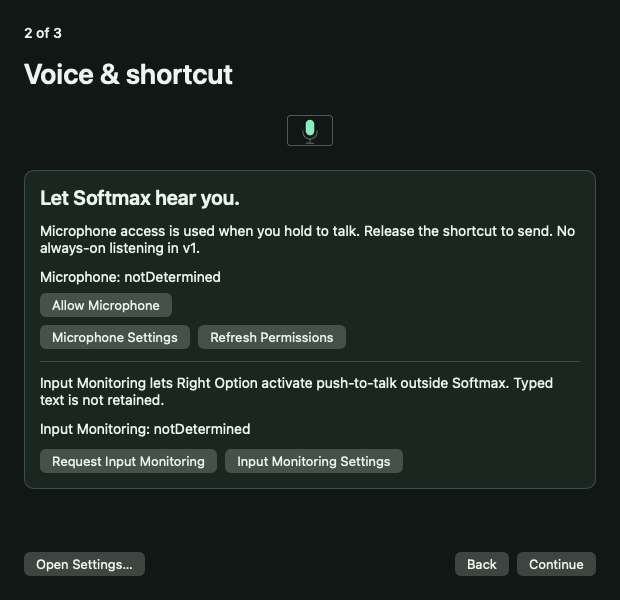 2 of 3
Voice & shortcut
Let Softmax hear you.
Microphone access is used when you hold to talk. Release the shortcut to send. No
always-on listening in v1.
Microphone: notDetermined
Allow Microphone
Microphone Settings
Refresh Permissions
Input Monitoring lets Right Option activate push-to-talk outside Softmax. Typed
text is not retained.
Input Monitoring: notDetermined
Request Input Monitoring
Input Monitoring Settings
Open Settings...
Back
Continue